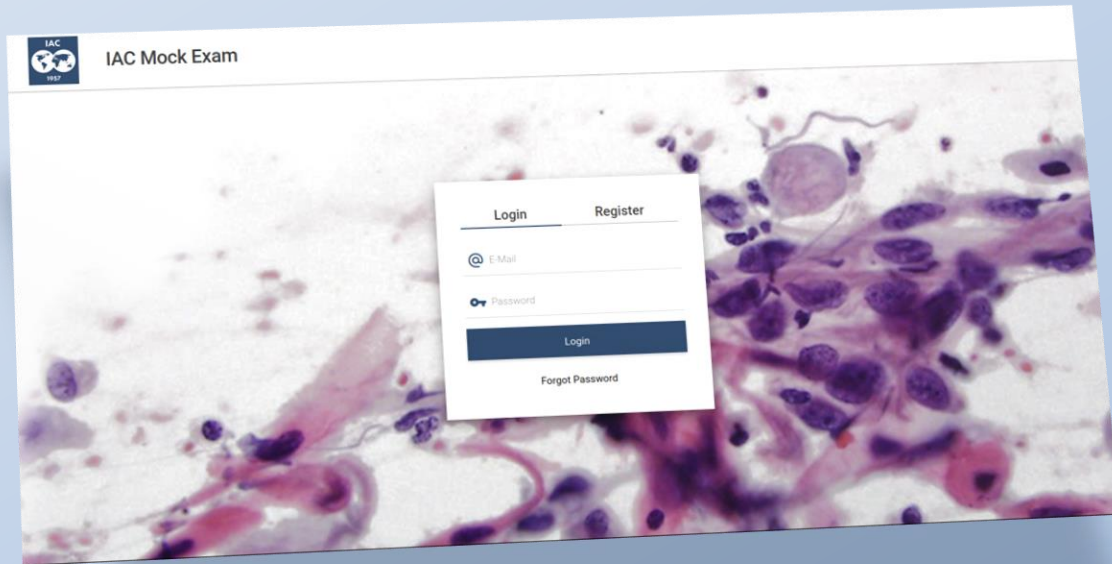 IAC
1957
IAC Mock Exam
Login Register
E-Mail
Password
Login
Forgot Password